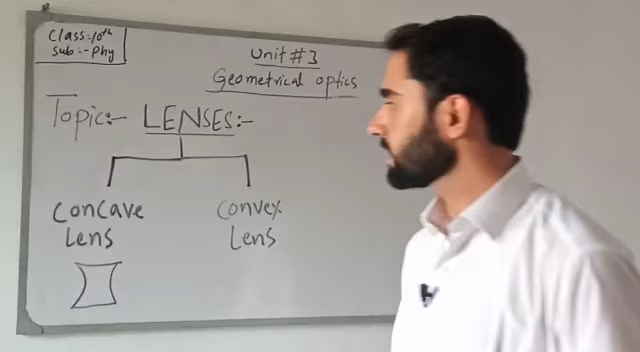 Class:10th
Sub:-Phy
Unit #3
Geometrical optics
Topic:- LENSES:-
Concave
Lens
Convex
Lens